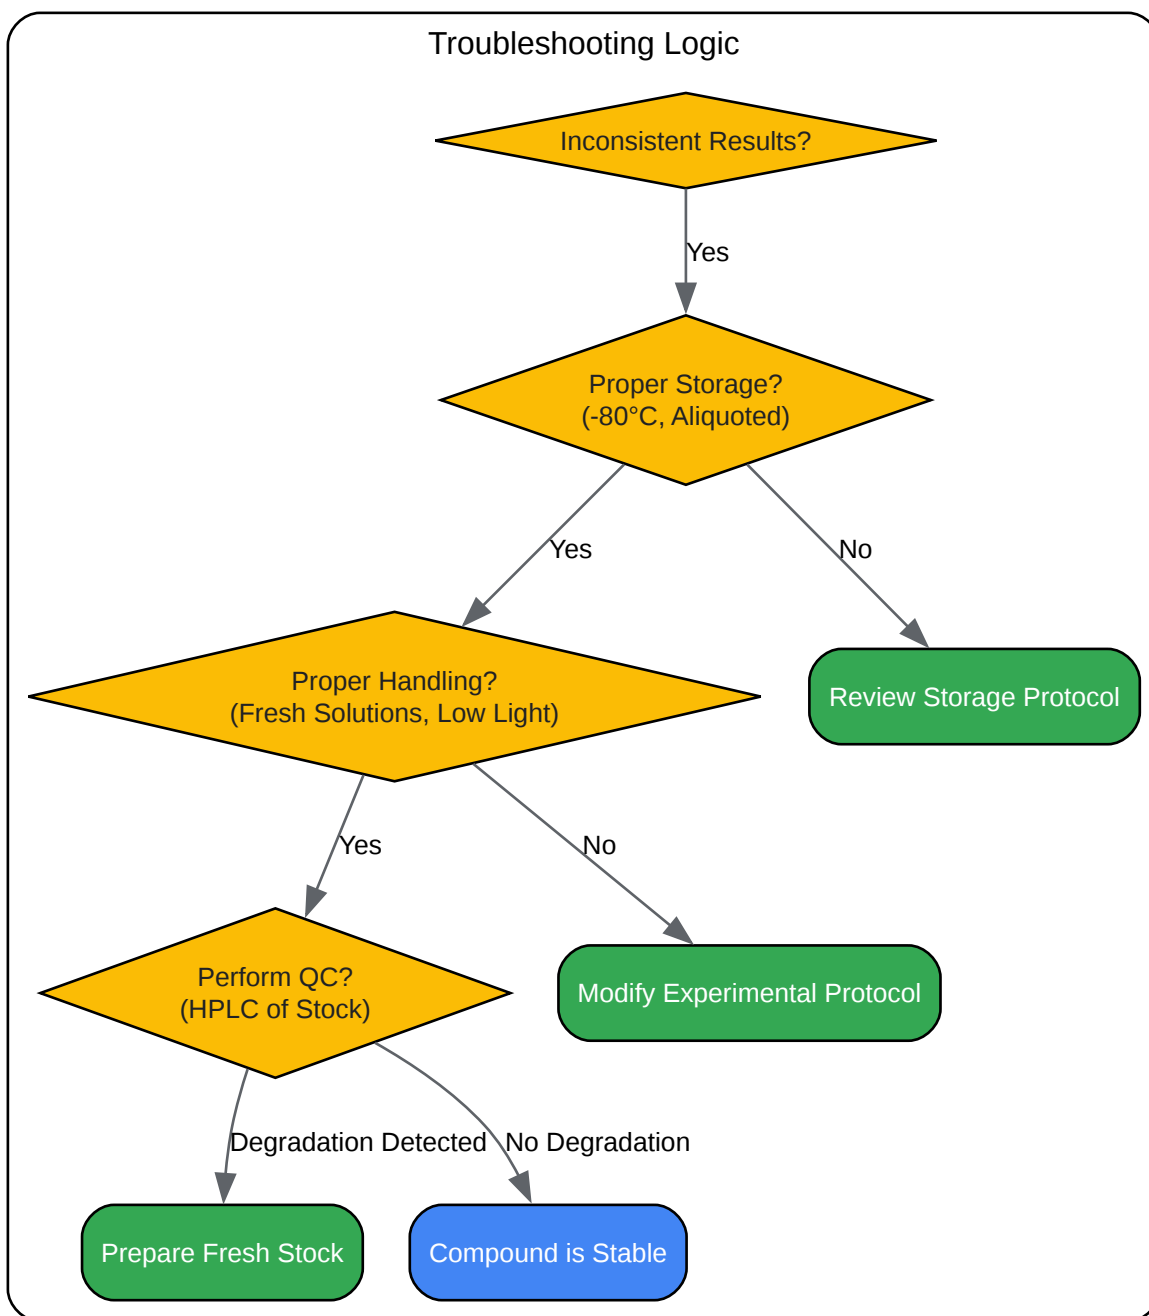 Troubleshooting Logic
Inconsistent Results?
Yes
Proper Storage?
(-80°C, Aliquoted)
Yes
No
Proper Handling?
(Fresh Solutions, Low Light)
Review Storage Protocol
Yes
No
Perform QC?
(HPLC of Stock)
Modify Experimental Protocol
Degradation Detected
No Degradation
Prepare Fresh Stock
Compound is Stable